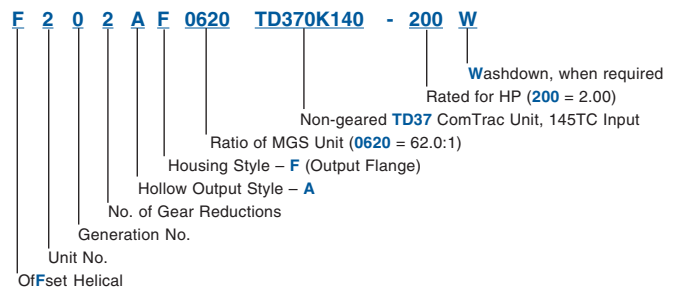 F 2 0 2 A F 0620 TD370K140 - 200 W
Washdown, when required
Rated for HP (200 = 2.00)
Non-geared TD37 ComTrac Unit, 145TC Input
Ratio of MGS Unit (0620 = 62.0:1)
Housing Style – F (Output Flange)
Hollow Output Style – A
No. of Gear Reductions
Generation No.
Unit No.
OfFset Helical